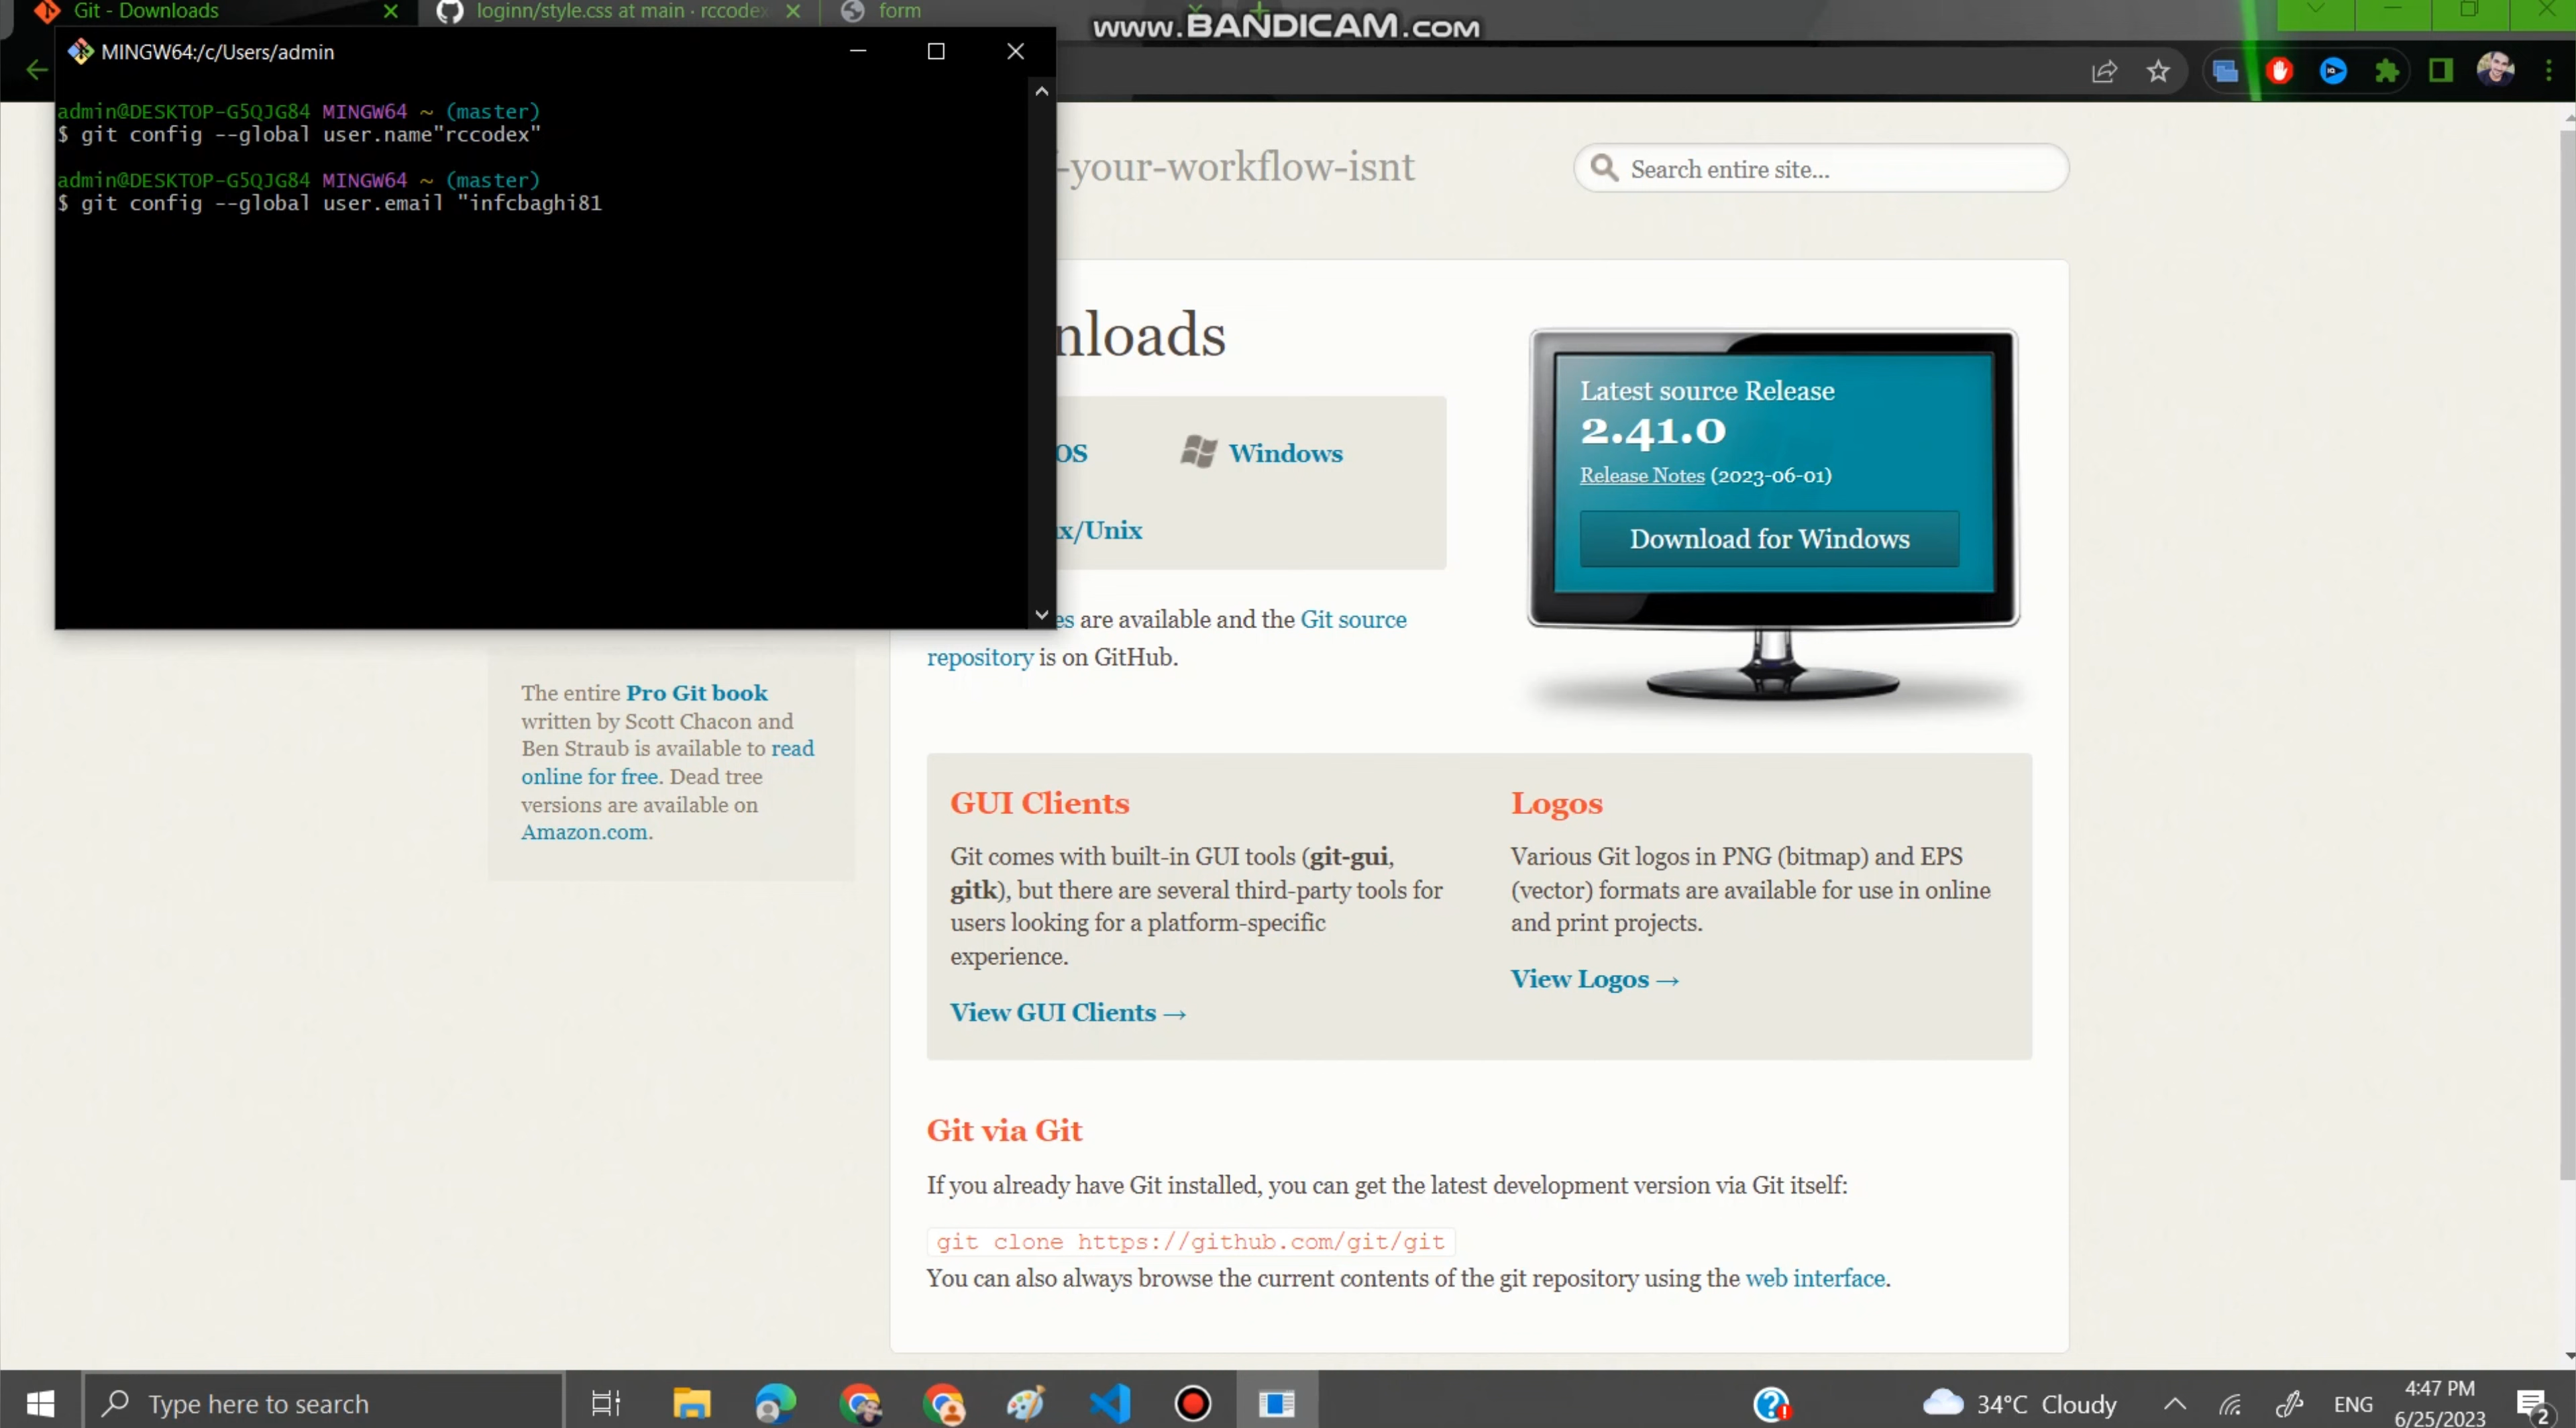 Git - Downloads
loginn/style.css at main · rccodex
form
www.BANDICAM.com
MINGW64:/c/Users/admin
admin@DESKTOP-G5QJG84 MINGW64 ~ (master)
$ git config --global user.name"rccodex"
admin@DESKTOP-G5QJG84 MINGW64 ~ (master)
$ git config --global user.email "infcbaghi81
-your-workflow-isnt
Search entire site...
nloads
OS
Windows
x/Unix
Latest source Release
2.41.0
Release Notes (2023-06-01)
Download for Windows
es are available and the Git source
repository is on GitHub.
The entire Pro Git book
written by Scott Chacon and
Ben Straub is available to read
online for free. Dead tree
versions are available on
Amazon.com.
GUI Clients
Git comes with built-in GUI tools (git-gui,
gitk), but there are several third-party tools for
users looking for a platform-specific
experience.
View GUI Clients →
Logos
Various Git logos in PNG (bitmap) and EPS
(vector) formats are available for use in online
and print projects.
View Logos →
Git via Git
If you already have Git installed, you can get the latest development version via Git itself:
git clone https://github.com/git/git
You can also always browse the current contents of the git repository using the web interface.
Type here to search
34°C Cloudy
ENG
4:47 PM
6/25/2023
2